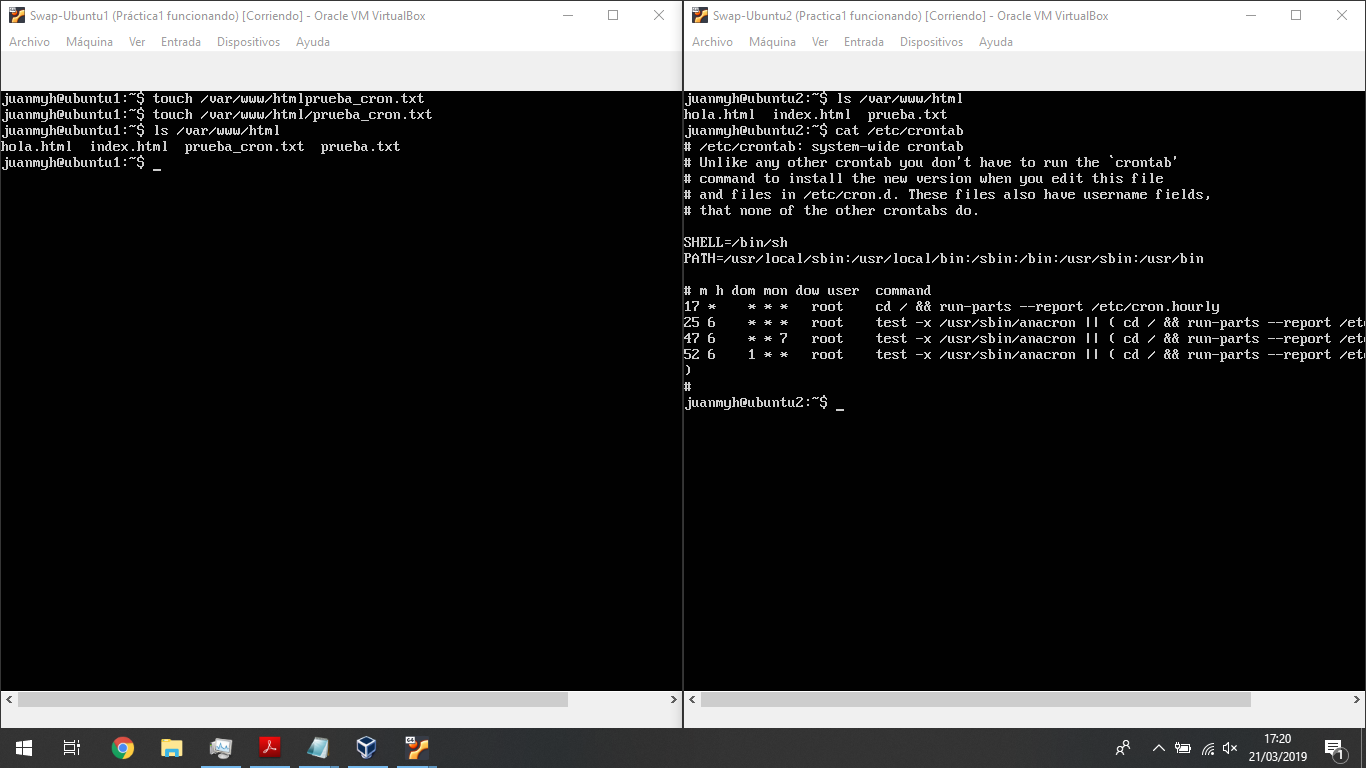 Swap-Ubuntu1 (Práctica1 funcionando) [Corriendo] - Oracle VM VirtualBox
Archivo Máquina Ver Entrada Dispositivos Ayuda
juanmyh@ubuntu1:~$ touch /var/www/htmlprueba_cron.txt
juanmyh@ubuntu1:~$ touch /var/www/html/prueba_cron.txt
juanmyh@ubuntu1:~$ ls /var/www/html
hola.html  index.html  prueba_cron.txt  prueba.txt
juanmyh@ubuntu1:~$ _
Swap-Ubuntu2 (Practica1 funcionando) [Corriendo] - Oracle VM VirtualBox
Archivo Máquina Ver Entrada Dispositivos Ayuda
juanmyh@ubuntu2:~$ ls /var/www/html
hola.html  index.html  prueba.txt
juanmyh@ubuntu2:~$ cat /etc/crontab
# /etc/crontab: system-wide crontab
# Unlike any other crontab you don't have to run the `crontab'
# command to install the new version when you edit this file
# and files in /etc/cron.d. These files also have username fields,
# that none of the other crontabs do.
SHELL=/bin/sh
PATH=/usr/local/sbin:/usr/local/bin:/sbin:/bin:/usr/sbin:/usr/bin
# m h dom mon dow user  command
17 *    * * *   root    cd / && run-parts --report /etc/cron.hourly
25 6    * * *   root    test -x /usr/sbin/anacron || ( cd / && run-parts --report /etc
47 6    * * 7   root    test -x /usr/sbin/anacron || ( cd / && run-parts --report /etc
52 6    1 * *   root    test -x /usr/sbin/anacron || ( cd / && run-parts --report /etc
)
#
juanmyh@ubuntu2:~$ _
17:20
21/03/2019
1